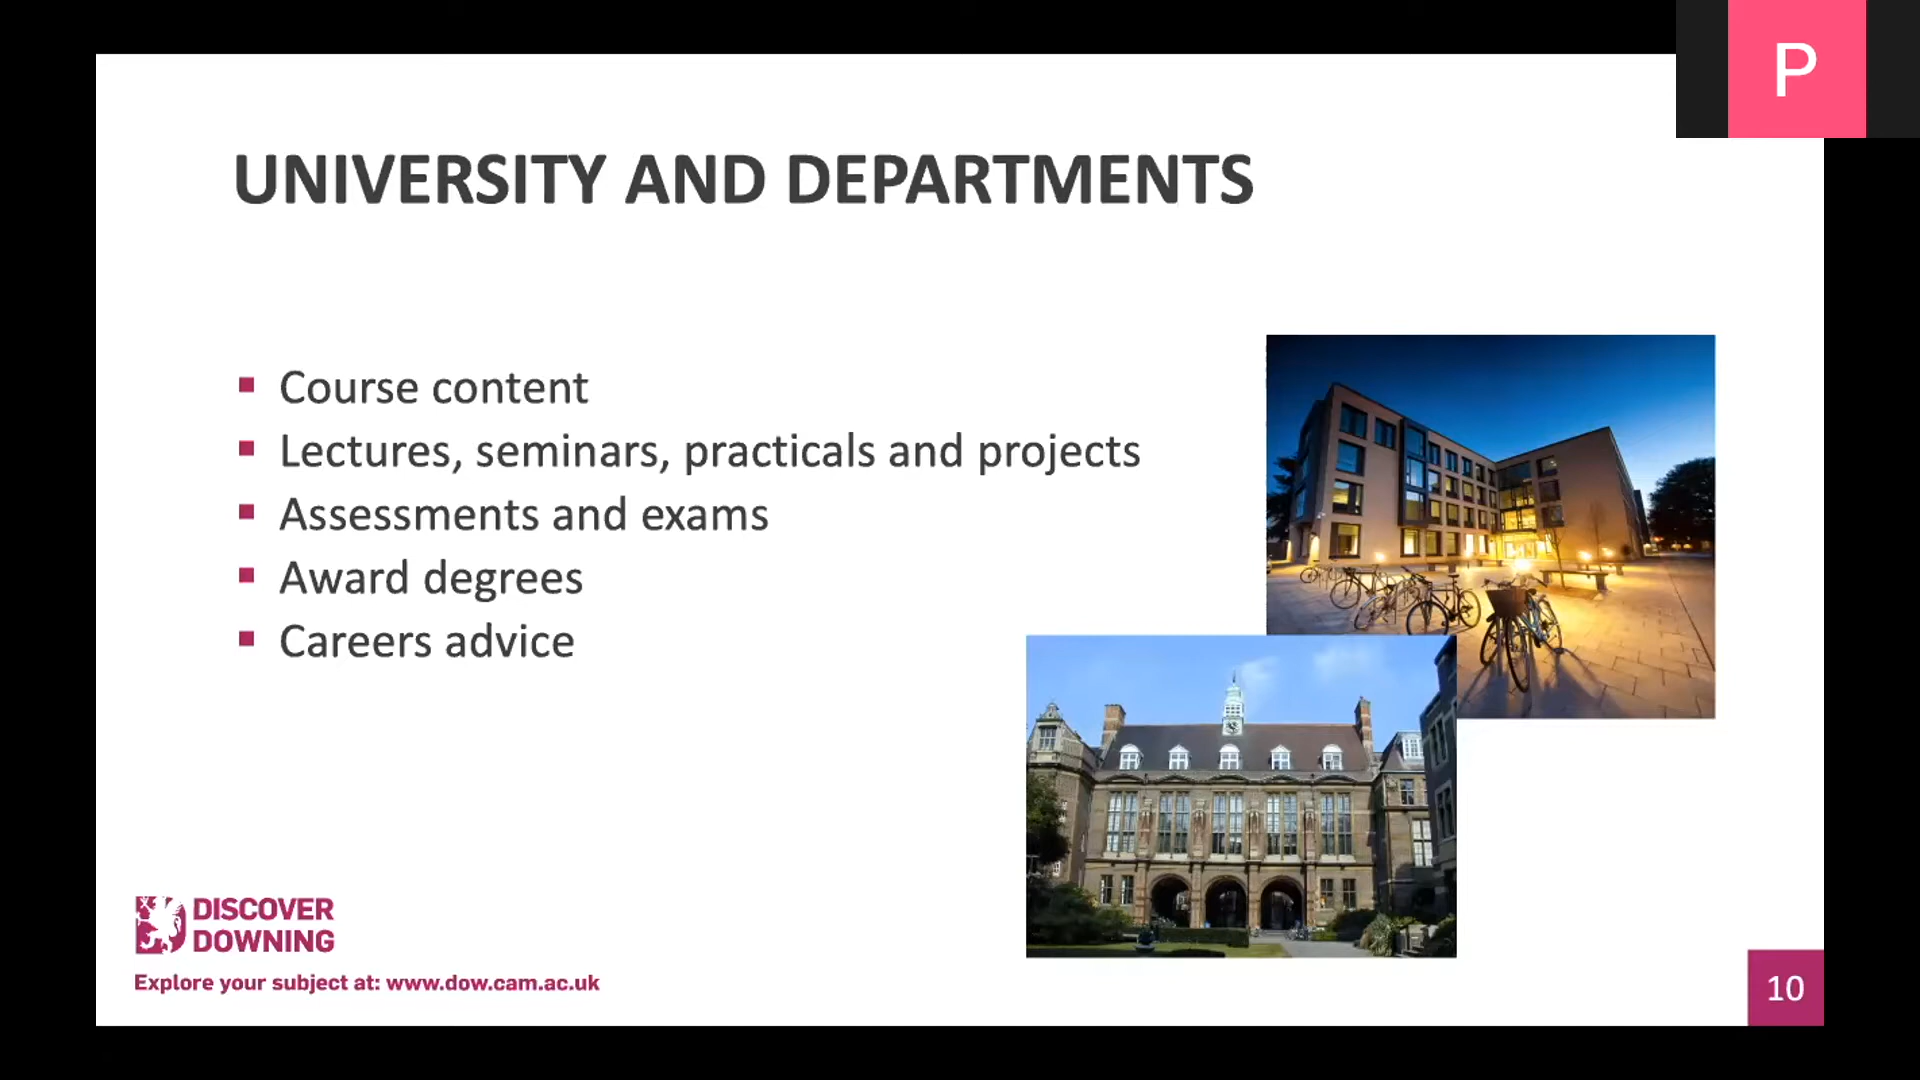 P
UNIVERSITY AND DEPARTMENTS
Course content
Lectures, seminars, practicals and projects
Assessments and exams
Award degrees
Careers advice
DISCOVER
DOWNING
Explore your subject at: www.dow.cam.ac.uk
10